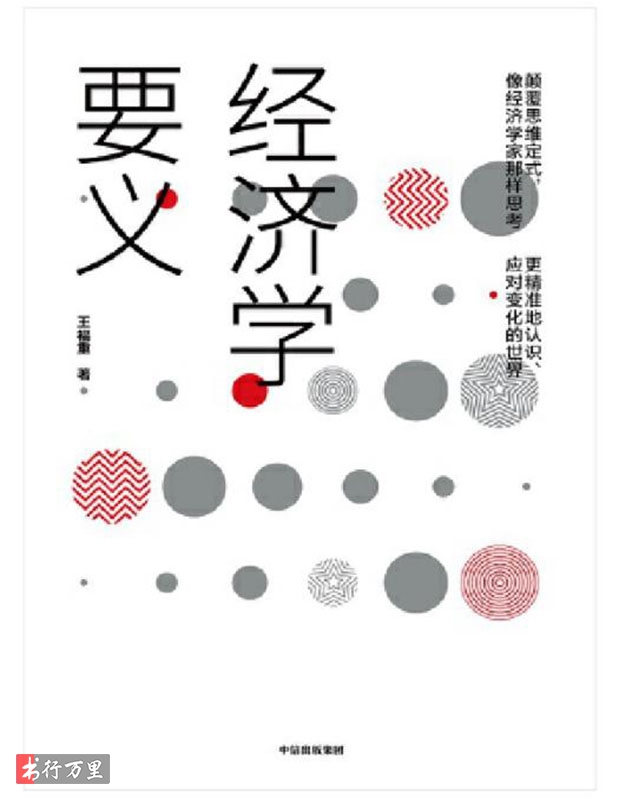 经济学
要义
颠覆思维定式,
像经济学家那样思考
更精准地认识、
应对变化的世界
王福重 著
中信出版集团
书行万里